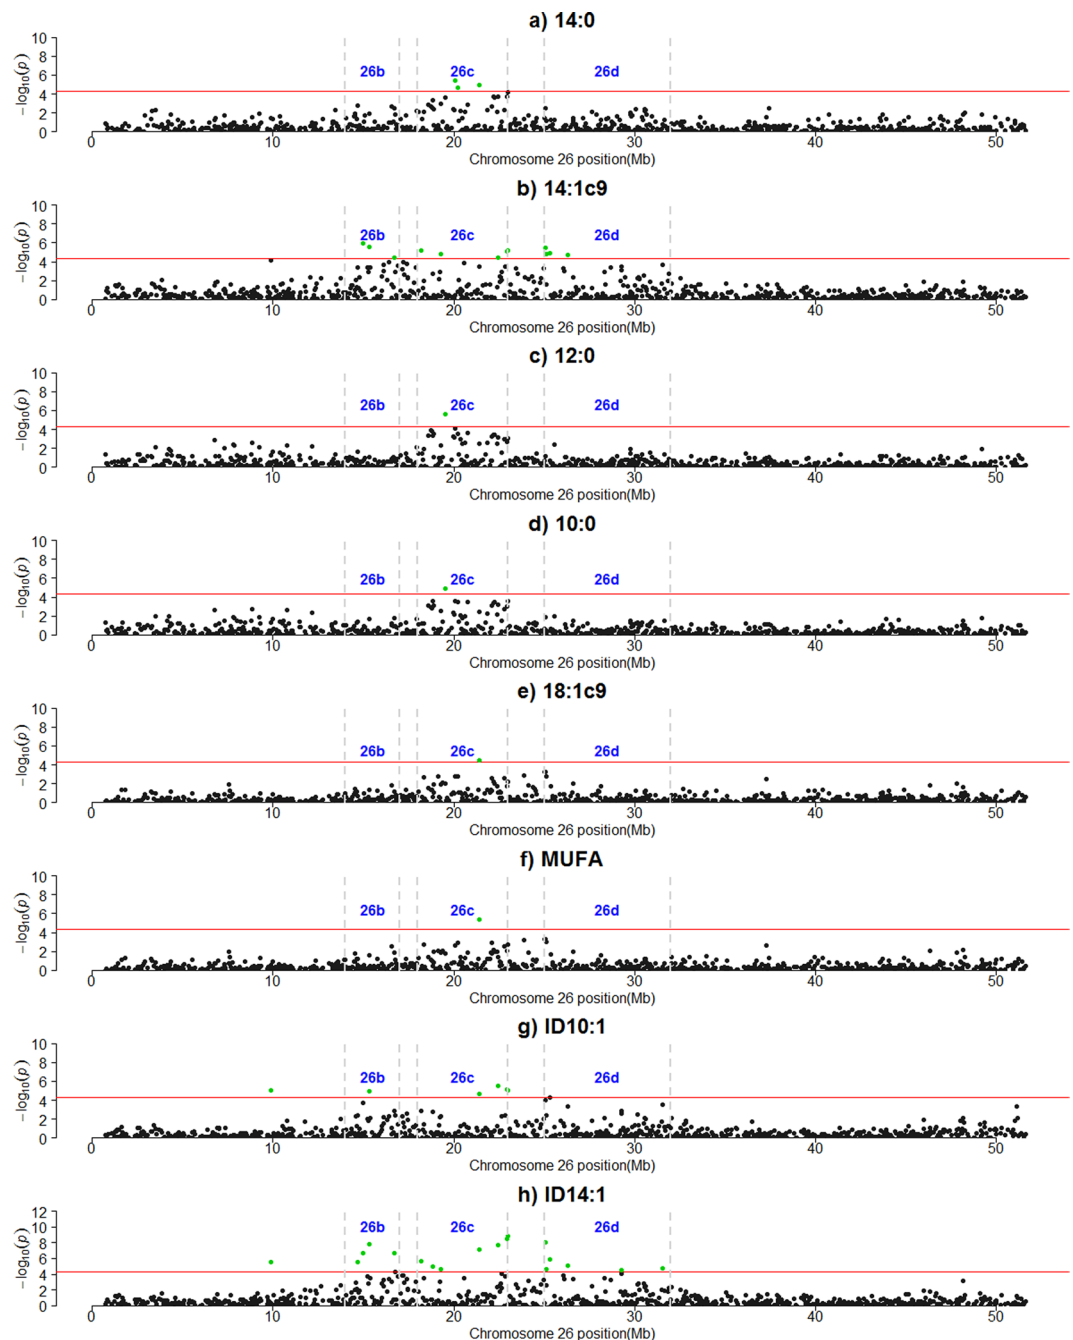 a) 14:0
10
8
6
4
2
0
−log10(p)
26b 26c 26d
0 10 20 30 40 50
Chromosome 26 position(Mb)
b) 14:1c9
10
8
6
4
2
0
−log10(p)
26b 26c 26d
0 10 20 30 40 50
Chromosome 26 position(Mb)
c) 12:0
10
8
6
4
2
0
−log10(p)
26b 26c 26d
0 10 20 30 40 50
Chromosome 26 position(Mb)
d) 10:0
10
8
6
4
2
0
−log10(p)
26b 26c 26d
0 10 20 30 40 50
Chromosome 26 position(Mb)
e) 18:1c9
10
8
6
4
2
0
−log10(p)
26b 26c 26d
0 10 20 30 40 50
Chromosome 26 position(Mb)
f) MUFA
10
8
6
4
2
0
−log10(p)
26b 26c 26d
0 10 20 30 40 50
Chromosome 26 position(Mb)
g) ID10:1
10
8
6
4
2
0
−log10(p)
26b 26c 26d
0 10 20 30 40 50
Chromosome 26 position(Mb)
h) ID14:1
12
10
8
6
4
2
0
−log10(p)
26b 26c 26d
0 10 20 30 40 50
Chromosome 26 position(Mb)